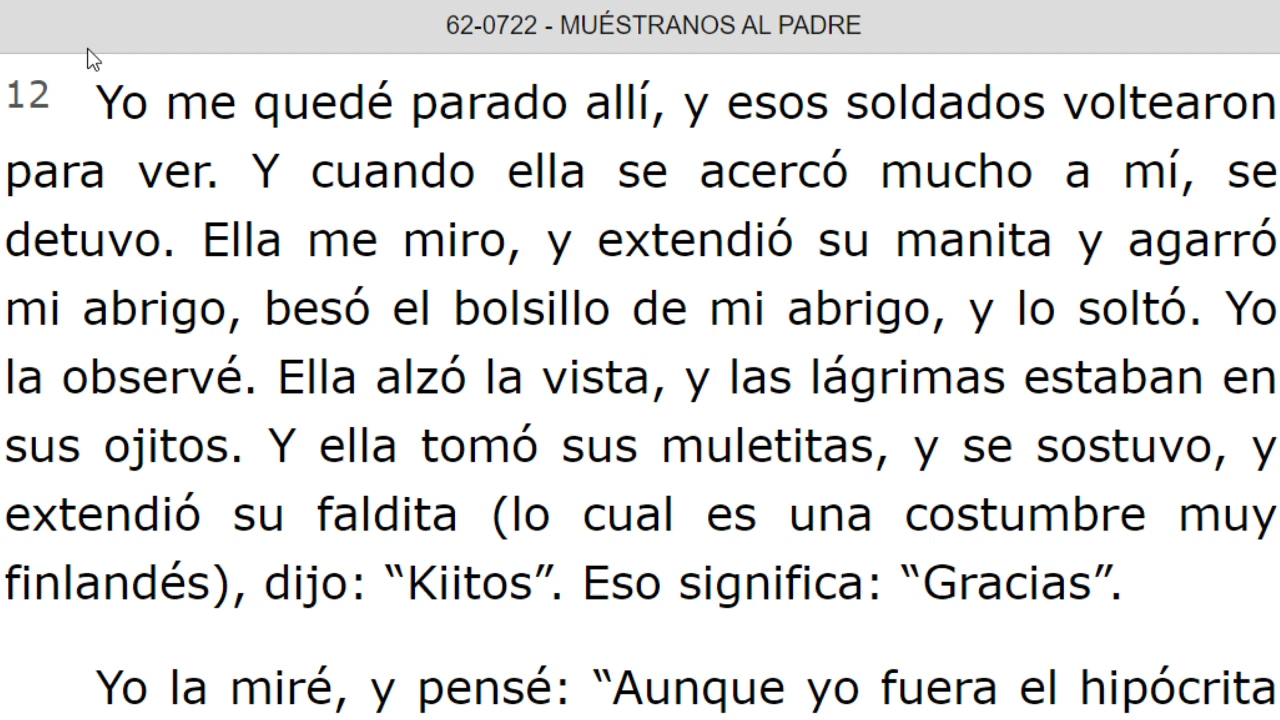 62-0722 - MUÉSTRANOS AL PADRE
12 Yo me quedé parado allí, y esos soldados voltearon
para ver. Y cuando ella se acercó mucho a mí, se
detuvo. Ella me miro, y extendió su manita y agarró
mi abrigo, besó el bolsillo de mi abrigo, y lo soltó. Yo
la observé. Ella alzó la vista, y las lágrimas estaban en
sus ojitos. Y ella tomó sus muletitas, y se sostuvo, y
extendió su faldita (lo cual es una costumbre muy
finlandés), dijo: “Kiitos”. Eso significa: “Gracias”.
Yo la miré, y pensé: “Aunque yo fuera el hipócrita